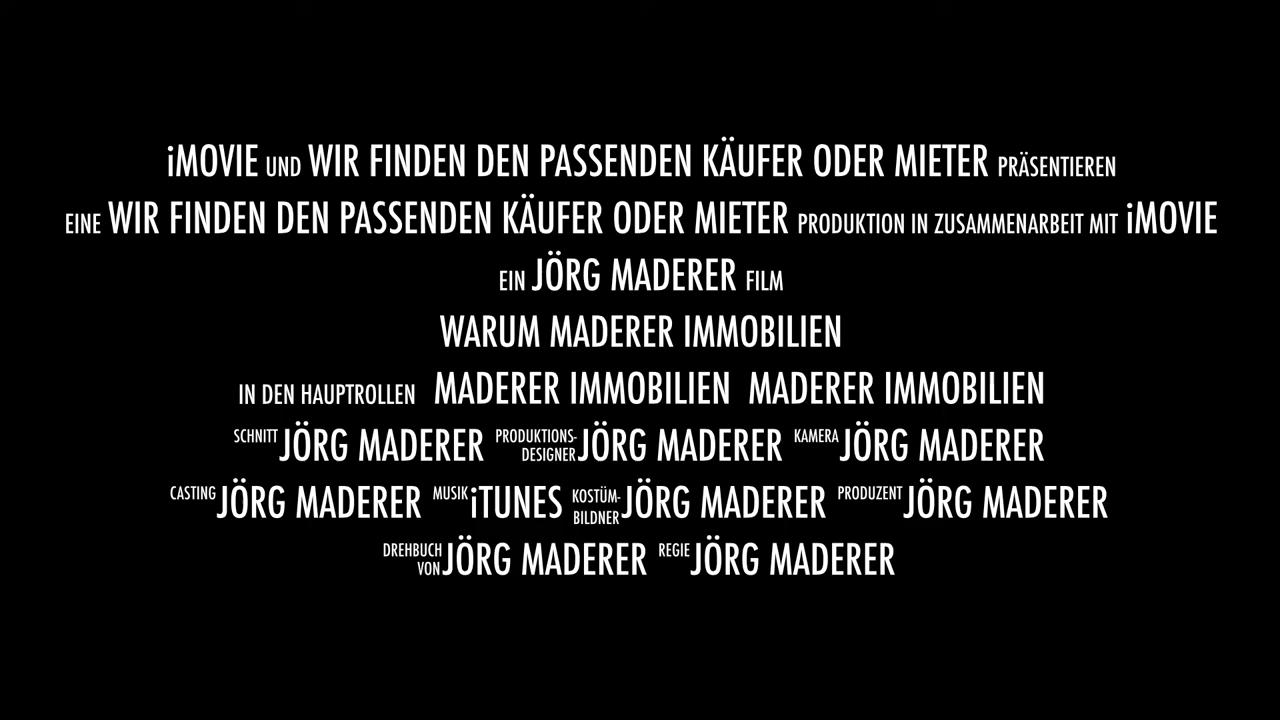 iMOVIE UND WIR FINDEN DEN PASSENDEN KÄUFER ODER MIETER PRÄSENTIEREN
EINE WIR FINDEN DEN PASSENDEN KÄUFER ODER MIETER PRODUKTION IN ZUSAMMENARBEIT MIT iMOVIE
EIN JÖRG MADERER FILM
WARUM MADERER IMMOBILIEN
IN DEN HAUPTROLLEN MADERER IMMOBILIEN MADERER IMMOBILIEN
SCHNITT JÖRG MADERER PRODUKTIONS-DESIGNER JÖRG MADERER KAMERA JÖRG MADERER
CASTING JÖRG MADERER MUSIK iTUNES KOSTÜM-BILDNER JÖRG MADERER PRODUZENT JÖRG MADERER
DREHBUCH VON JÖRG MADERER REGIE JÖRG MADERER